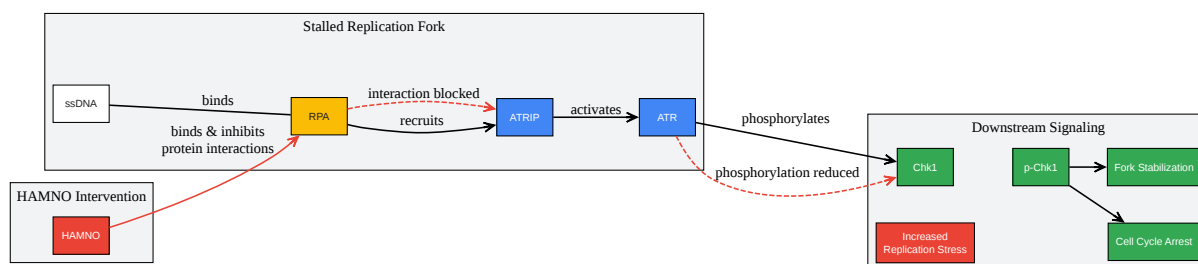 Stalled Replication Fork
ssDNA
binds
RPA
interaction blocked
recruits
ATRIP
activates
ATR
binds & inhibits
protein interactions
phosphorylates
phosphorylation reduced
HAMNO Intervention
HAMNO
Downstream Signaling
Chk1
p-Chk1
Fork Stabilization
Increased
Replication Stress
Cell Cycle Arrest